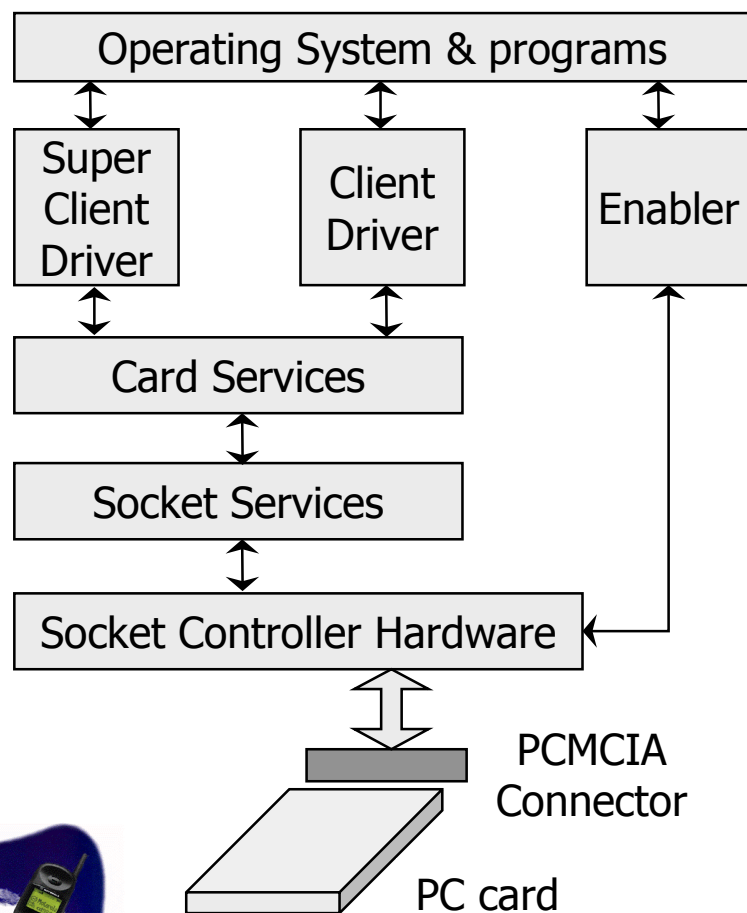 Operating System & programs
Super
Client
Driver
Client
Driver
Enabler
Card Services
Socket Services
Socket Controller Hardware
PCMCIA
Connector
PC card